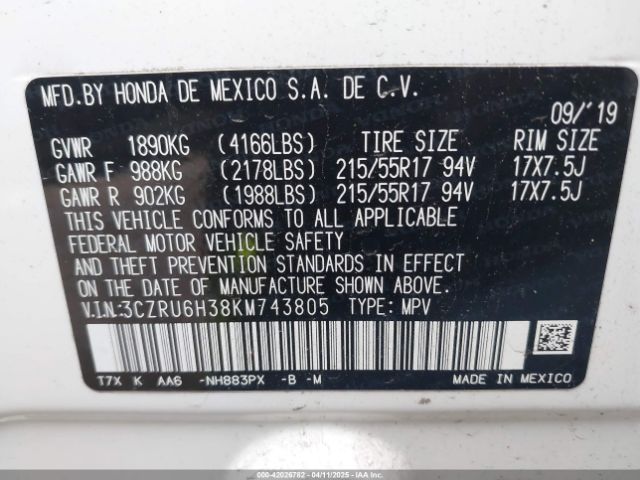 MFD.BY HONDA DE MEXICO S.A. DE C.V.
09/'19
GVWR 1890KG (4166LBS) TIRE SIZE RIM SIZE
GAWR F 988KG (2178LBS) 215/55R17 94V 17X7.5J
GAWR R 902KG (1988LBS) 215/55R17 94V 17X7.5J
THIS VEHICLE CONFORMS TO ALL APPLICABLE
FEDERAL MOTOR VEHICLE SAFETY
AND THEFT PREVENTION STANDARDS IN EFFECT
ON THE DATE OF MANUFACTURE SHOWN ABOVE.
V.I.N.:3CZRU6H38KM743805 TYPE: MPV
T7X K AA6 -NH883PX -B -M MADE IN MEXICO
000-42026782 - 04/11/2025 - IAAI.COM